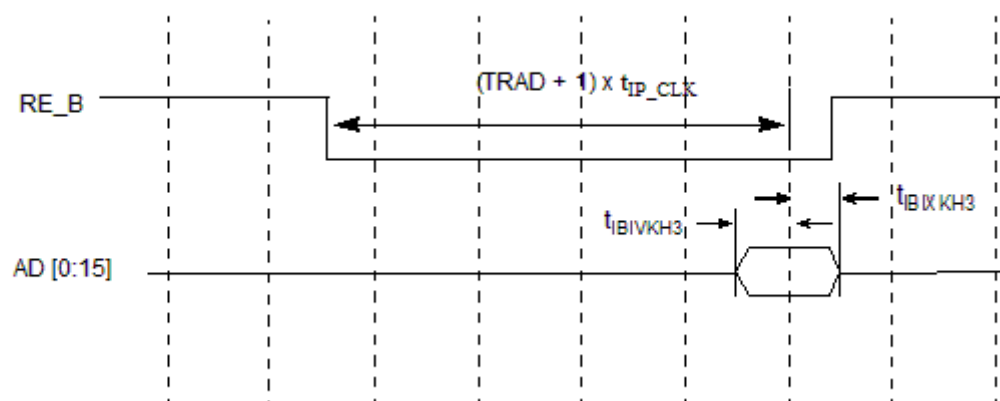 (TRAD + 1) x tIP_CLK
RE_B
tIBIVKH3
tIBIXKH3
AD [0:15]